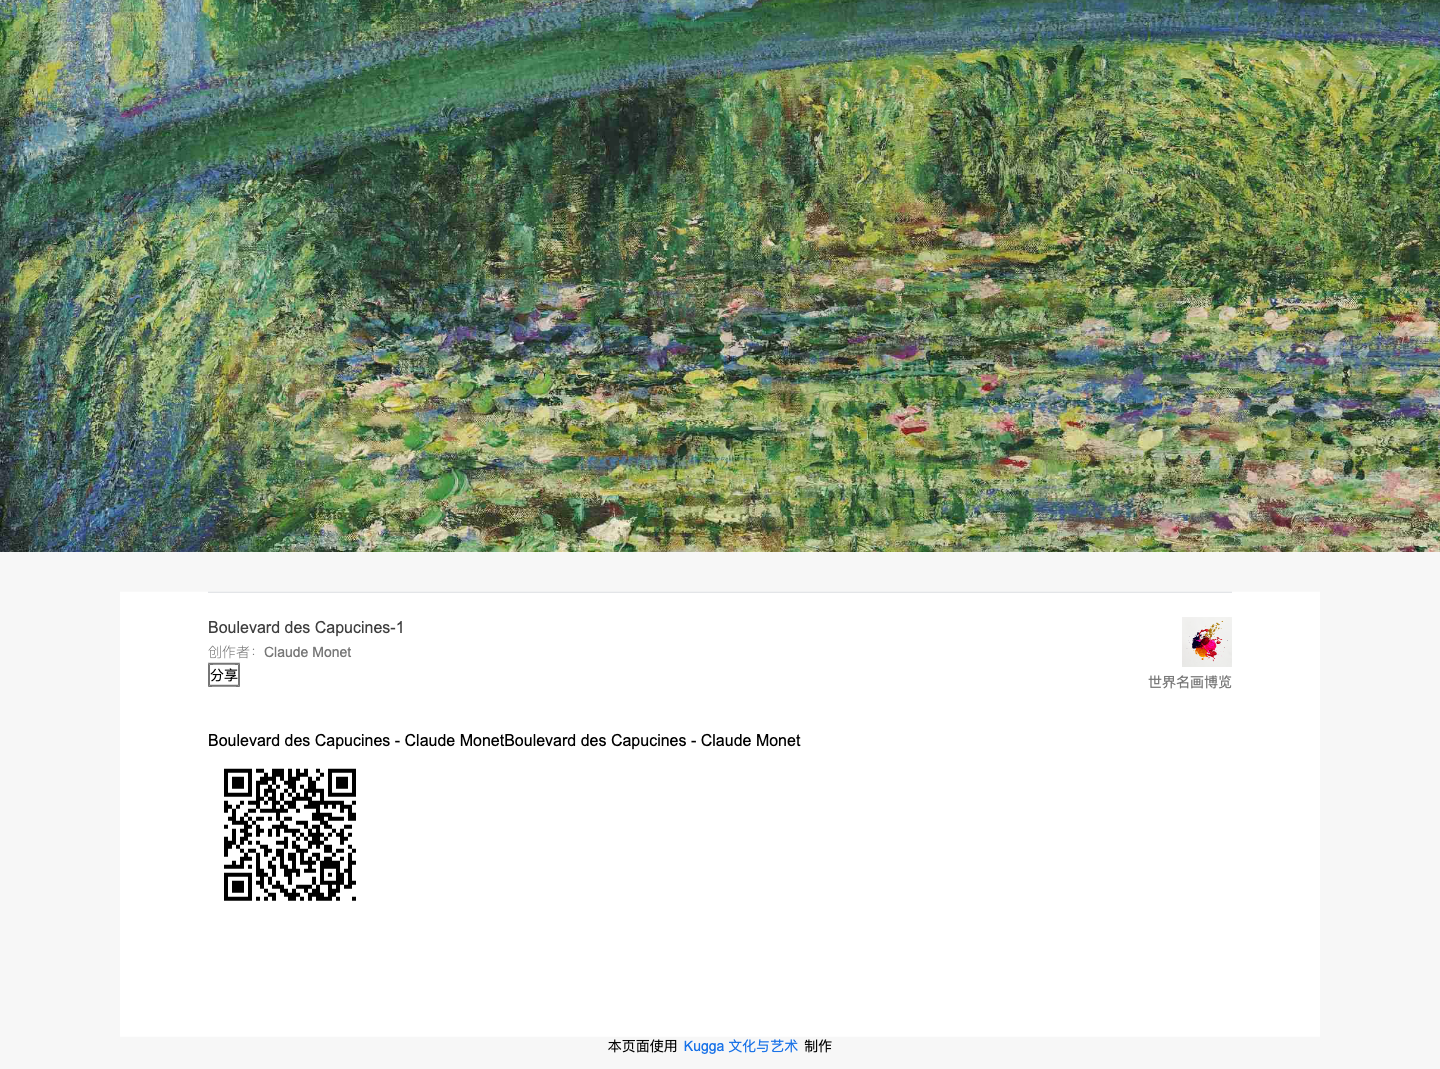 Boulevard des Capucines-1
创作者：Claude Monet
分享
世界名画博览
Boulevard des Capucines - Claude MonetBoulevard des Capucines - Claude Monet
本页面使用 Kugga 文化与艺术 制作